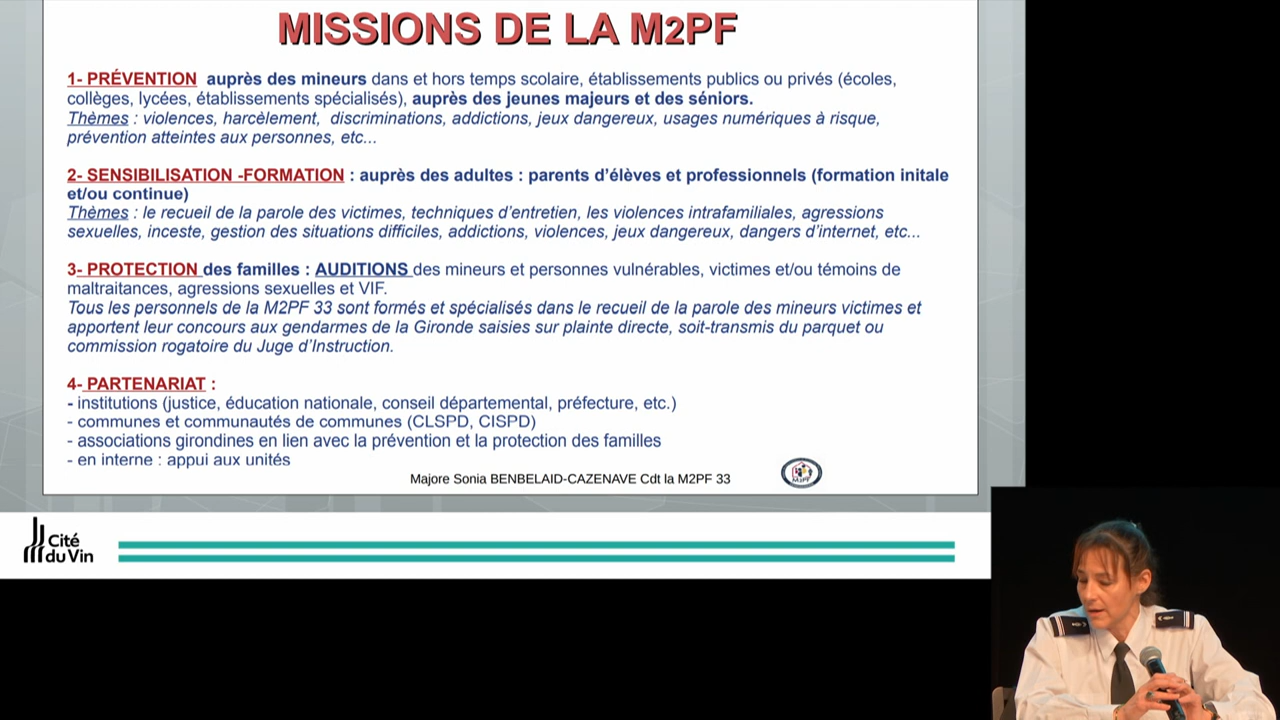 MISSIONS DE LA M2PF
1- PRÉVENTION auprès des mineurs dans et hors temps scolaire, établissements publics ou privés (écoles,
collèges, lycées, établissements spécialisés), auprès des jeunes majeurs et des séniors.
Thèmes : violences, harcèlement, discriminations, addictions, jeux dangereux, usages numériques à risque,
prévention atteintes aux personnes, etc...
2- SENSIBILISATION -FORMATION : auprès des adultes : parents d'élèves et professionnels (formation initale
et/ou continue)
Thèmes : le recueil de la parole des victimes, techniques d'entretien, les violences intrafamiliales, agressions
sexuelles, inceste, gestion des situations difficiles, addictions, violences, jeux dangereux, dangers d'internet, etc...
3- PROTECTION des familles : AUDITIONS des mineurs et personnes vulnérables, victimes et/ou témoins de
maltraitances, agressions sexuelles et VIF.
Tous les personnels de la M2PF 33 sont formés et spécialisés dans le recueil de la parole des mineurs victimes et
apportent leur concours aux gendarmes de la Gironde saisies sur plainte directe, soit-transmis du parquet ou
commission rogatoire du Juge d'Instruction.
4- PARTENARIAT :
- institutions (justice, éducation nationale, conseil départemental, préfecture, etc.)
- communes et communautés de communes (CLSPD, CISPD)
- associations girondines en lien avec la prévention et la protection des familles
- en interne : appui aux unités
Majore Sonia BENBELAID-CAZENAVE Cdt la M2PF 33
M2PF
Cité
du Vin